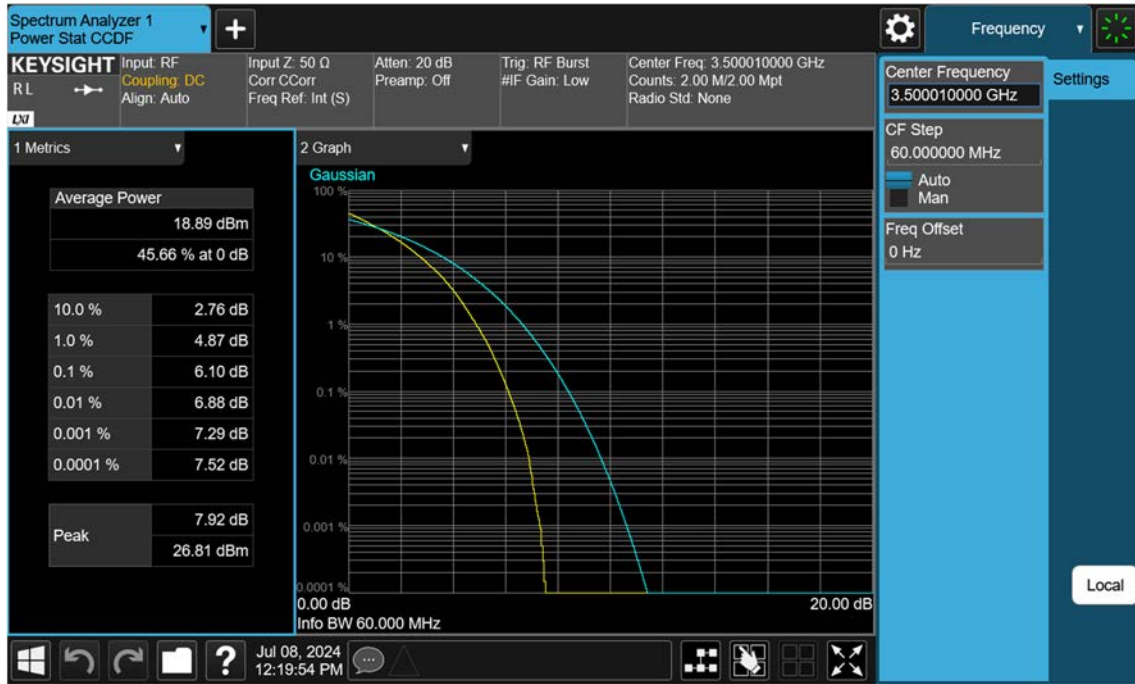 Spectrum Analyzer 1
Power Stat CCDF
Frequency
KEYSIGHT
R L
LXI
Input: RF
Coupling: DC
Align: Auto
Input Z: 50 Ω
Corr CCorr
Freq Ref: Int (S)
Atten: 20 dB
Preamp: Off
Trig: RF Burst
#IF Gain: Low
Center Freq: 3.500010000 GHz
Counts: 2.00 M/2.00 Mpt
Radio Std: None
Center Frequency
3.500010000 GHz
Settings
CF Step
60.000000 MHz
Auto
Man
Freq Offset
0 Hz
1 Metrics
Average Power
18.89 dBm
45.66 % at 0 dB
10.0 % 2.76 dB
1.0 % 4.87 dB
0.1 % 6.10 dB
0.01 % 6.88 dB
0.001 % 7.29 dB
0.0001 % 7.52 dB
Peak
7.92 dB
26.81 dBm
2 Graph
Gaussian
100 %
10 %
1 %
0.1 %
0.01 %
0.001 %
0.0001 %
0.00 dB 20.00 dB
Info BW 60.000 MHz
Local
?
Jul 08, 2024
12:19:54 PM